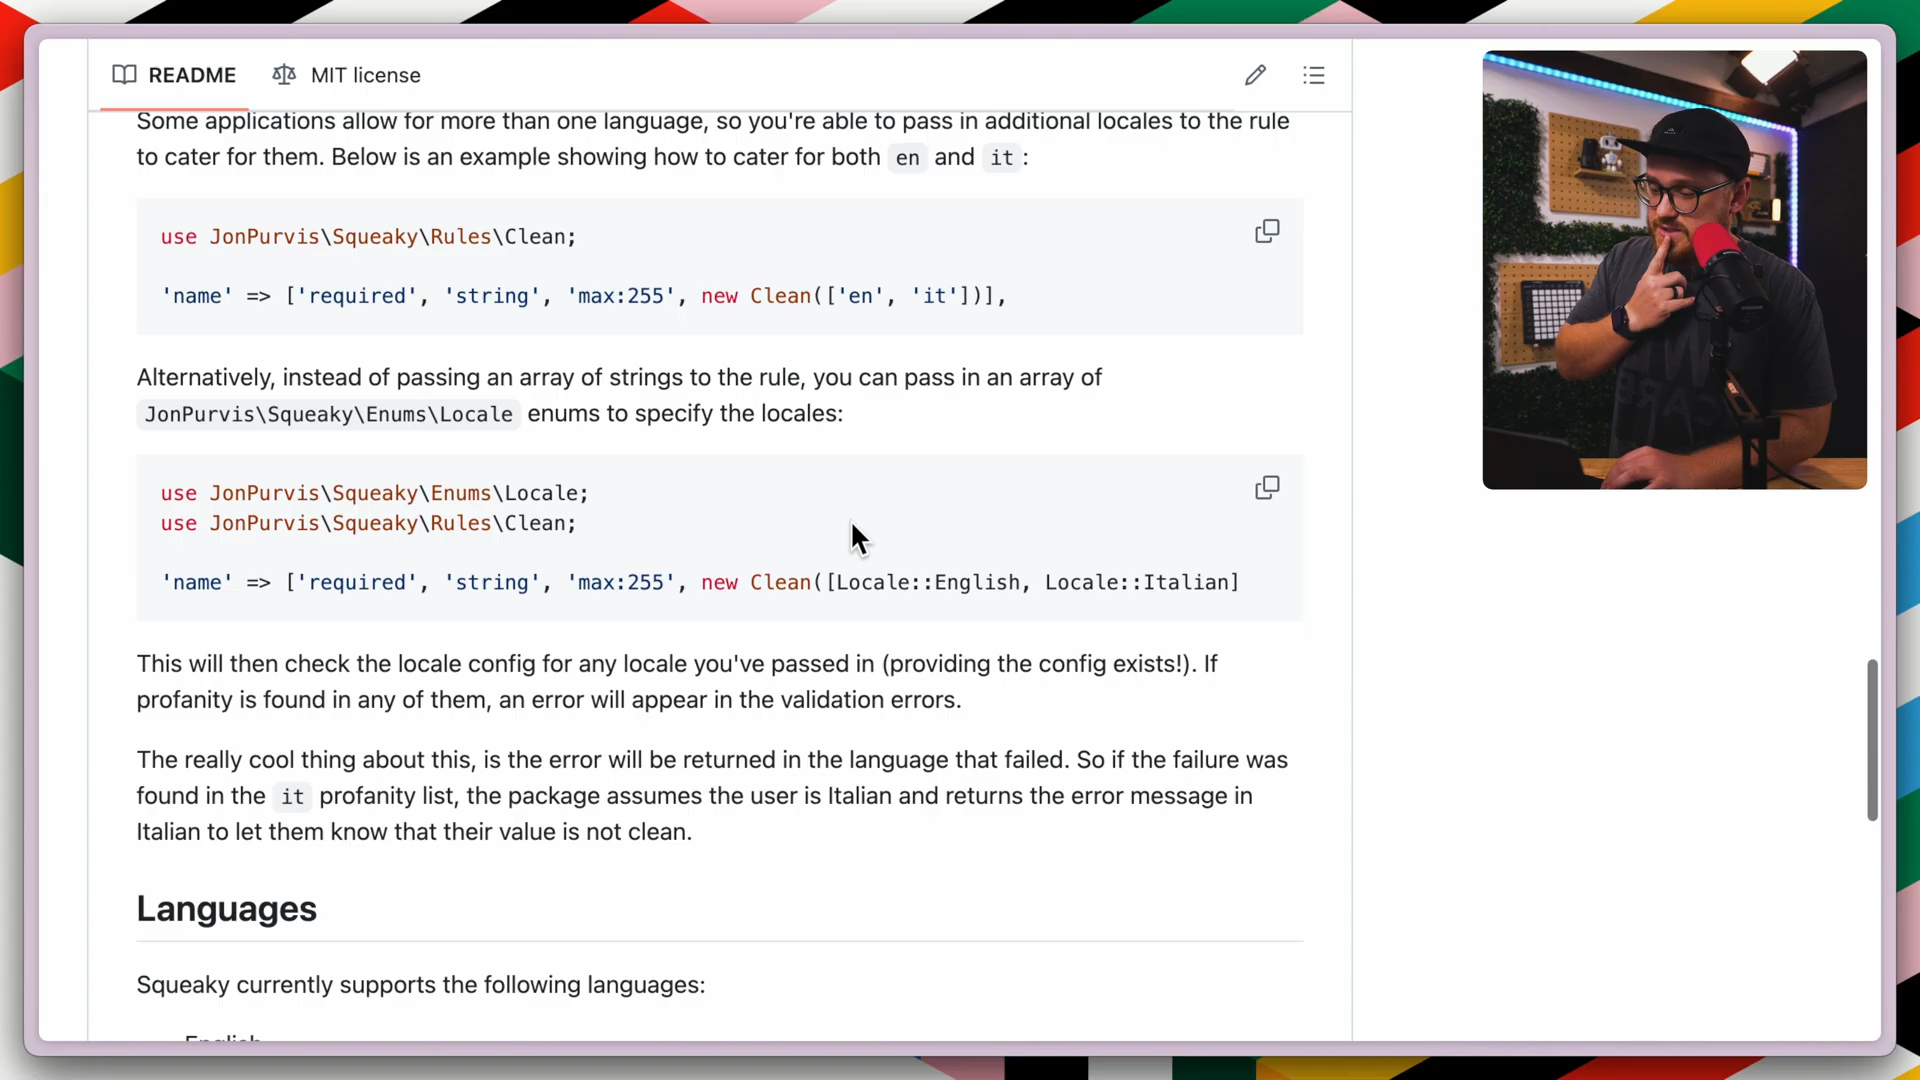 README MIT license
Some applications allow for more than one language, so you're able to pass in additional locales to the rule
to cater for them. Below is an example showing how to cater for both en and it :
use JonPurvis\Squeaky\Rules\Clean;
'name' => ['required', 'string', 'max:255', new Clean(['en', 'it'])],
Alternatively, instead of passing an array of strings to the rule, you can pass in an array of
JonPurvis\Squeaky\Enums\Locale enums to specify the locales:
use JonPurvis\Squeaky\Enums\Locale;
use JonPurvis\Squeaky\Rules\Clean;
'name' => ['required', 'string', 'max:255', new Clean([Locale::English, Locale::Italian]
This will then check the locale config for any locale you've passed in (providing the config exists!). If
profanity is found in any of them, an error will appear in the validation errors.
The really cool thing about this, is the error will be returned in the language that failed. So if the failure was
found in the it profanity list, the package assumes the user is Italian and returns the error message in
Italian to let them know that their value is not clean.
Languages
Squeaky currently supports the following languages:
English